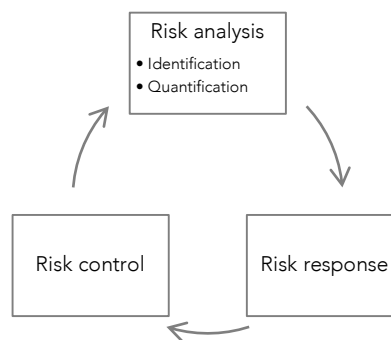 Risk analysis
• Identification
• Quantification
Risk control
Risk response